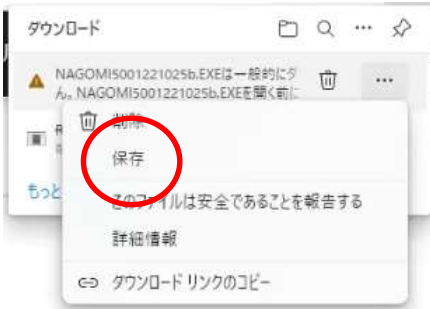 ダウンロード
NAGOMI5001221025b.EXEは一般的にダ
ん。NAGOMI5001221025b.EXEを開く前に
削除
保存
もっと
このファイルは安全であることを報告する
詳細情報
ダウンロード リンクのコピー